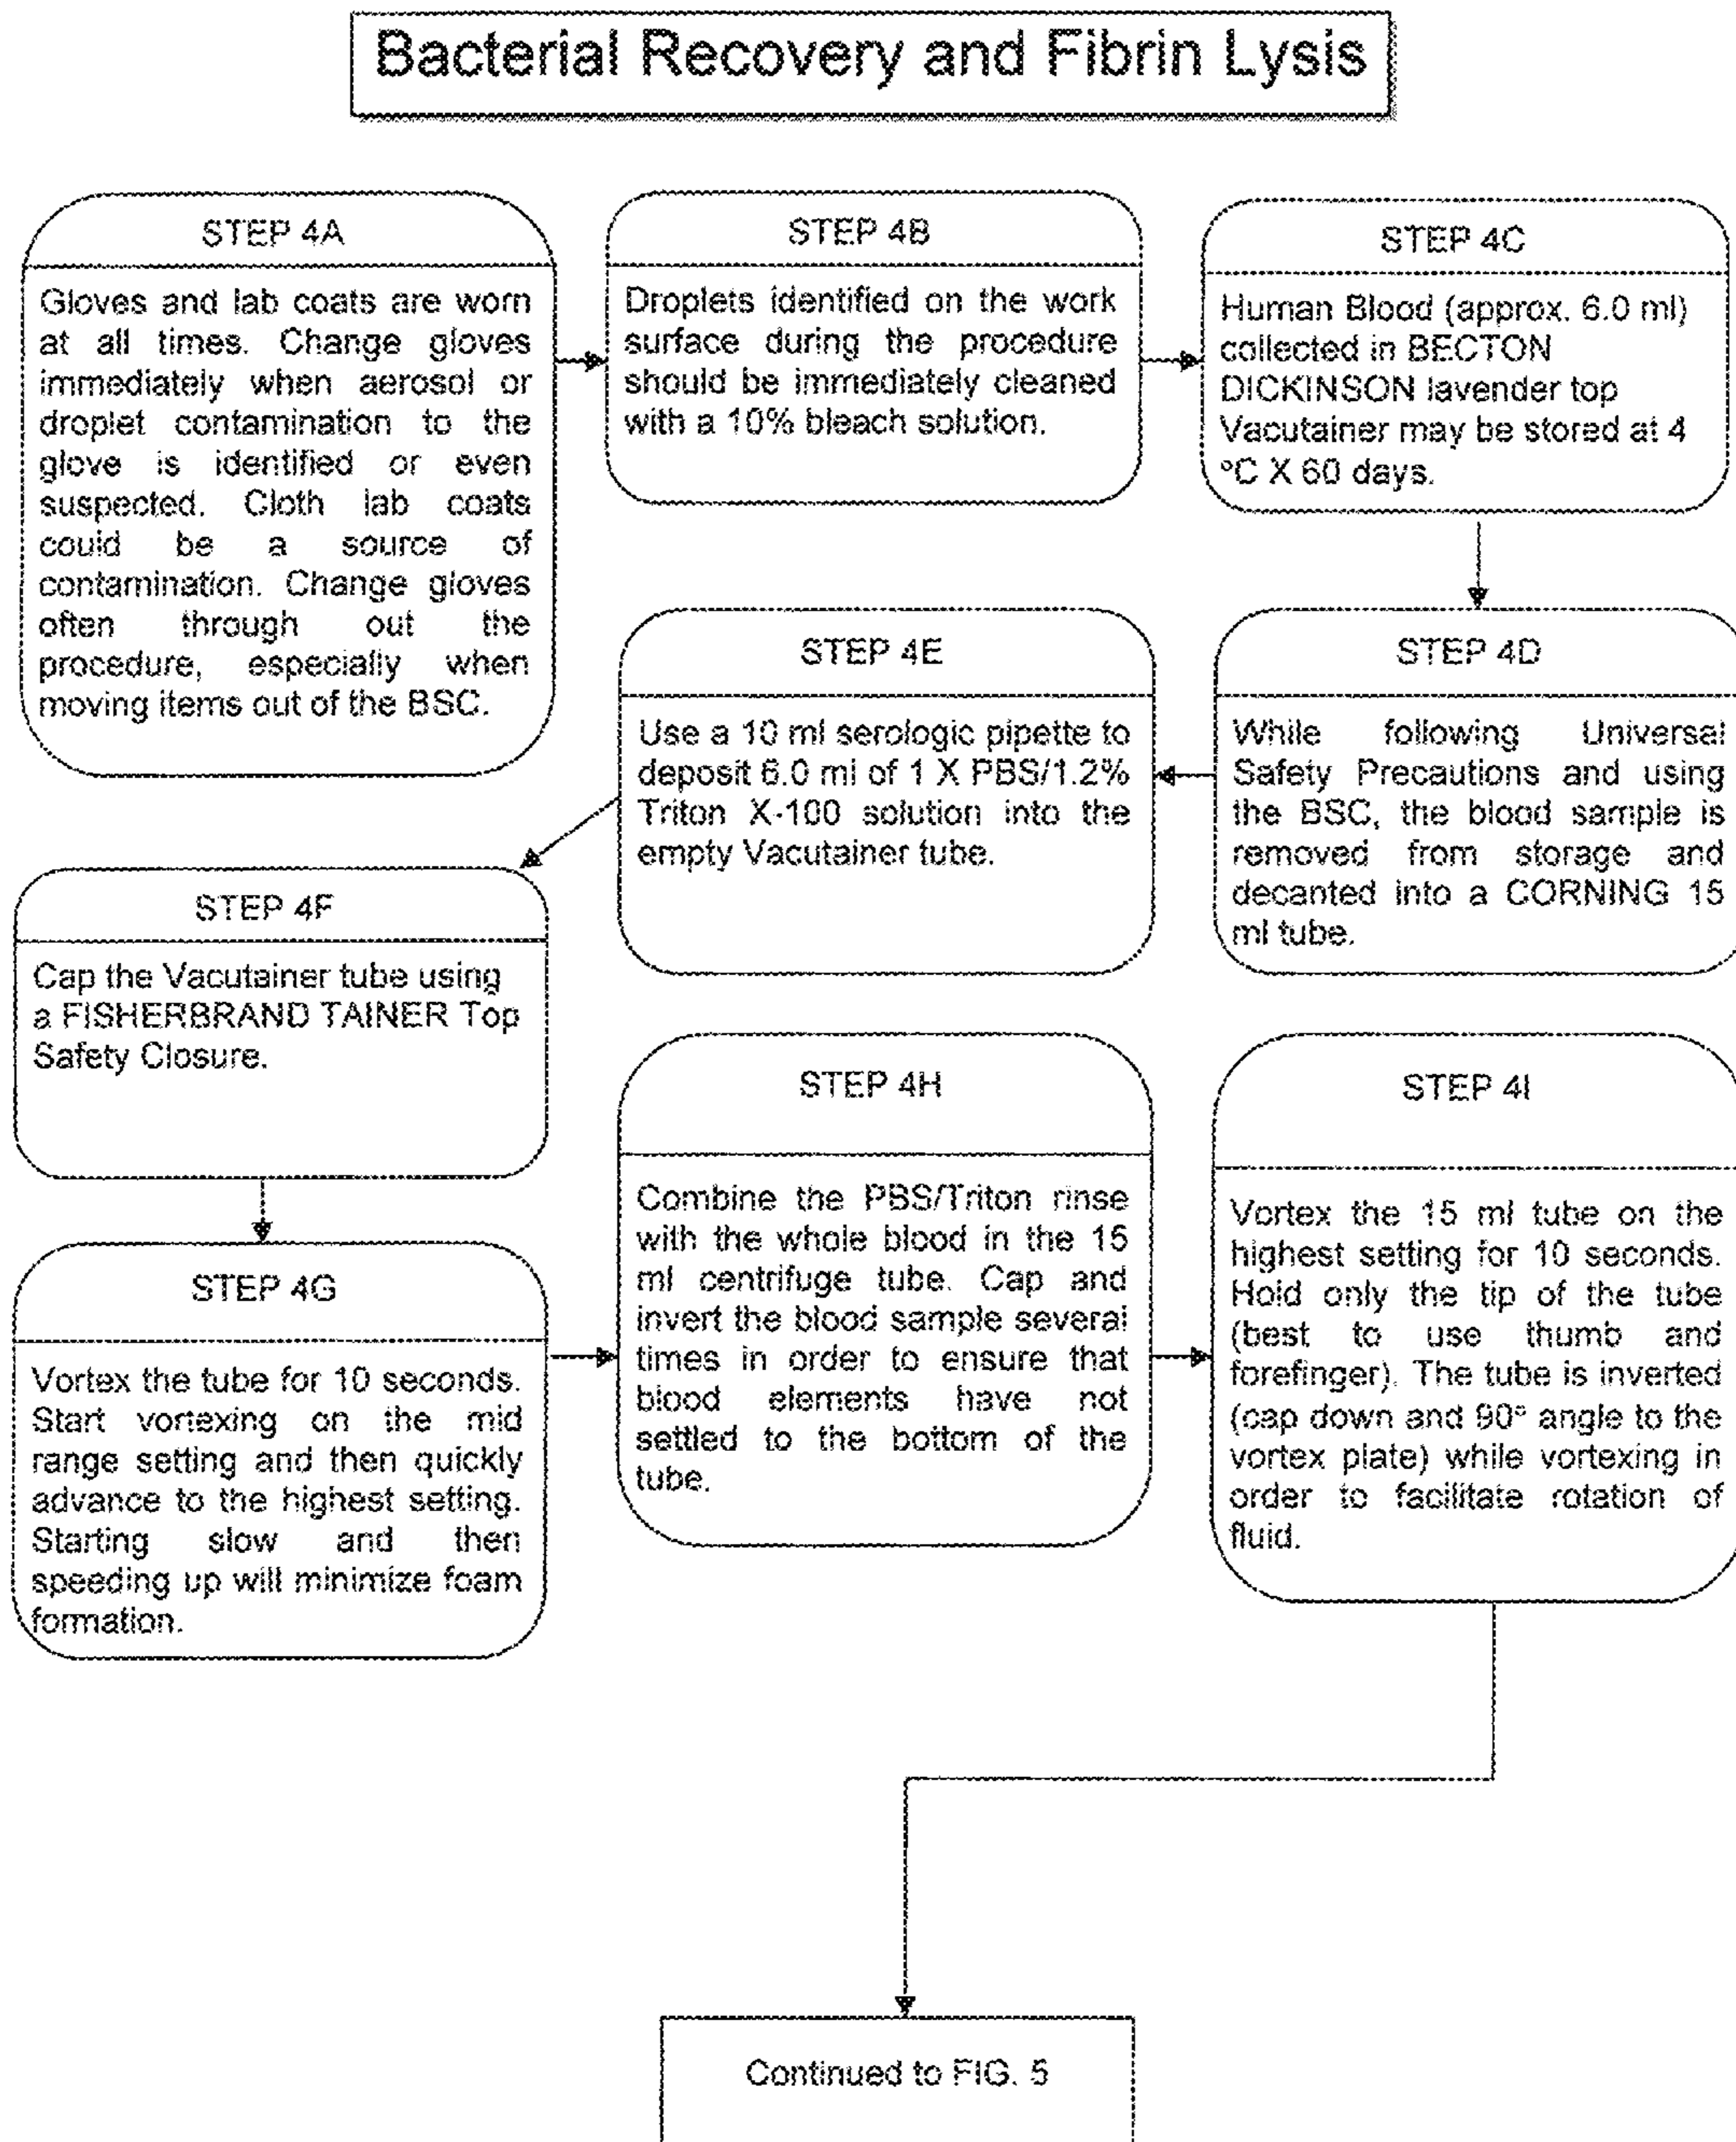 Bacterial Recovery and Fibrin Lysis
STEP 4A
Gloves and lab coats are worn
at all times. Change gloves
immediately when aerosol or
droplet contamination to the
glove is identified or even
suspected. Cloth lab coats
could be a source of
contamination. Change gloves
often through out the
procedure, especially when
moving items out of the BSC.
STEP 4B
Droplets identified on the work
surface during the procedure
should be immediately cleaned
with a 10% bleach solution.
STEP 4C
Human Blood (approx. 6.0 ml)
collected in BECTON
DICKINSON lavender top
Vacutainer may be stored at 4
°C X 60 days.
STEP 4D
While following Universal
Safety Precautions and using
the BSC, the blood sample is
removed from storage and
decanted into a CORNING 15
ml tube.
STEP 4E
Use a 10 ml serologic pipette to
deposit 6.0 ml of 1 X PBS/1.2%
Triton X-100 solution into the
empty Vacutainer tube.
STEP 4F
Cap the Vacutainer tube using
a FISHERBRAND TAINER Top
Safety Closure.
STEP 4G
Vortex the tube for 10 seconds.
Start vortexing on the mid
range setting and then quickly
advance to the highest setting.
Starting slow and then
speeding up will minimize foam
formation.
STEP 4H
Combine the PBS/Triton rinse
with the whole blood in the 15
ml centrifuge tube. Cap and
invert the blood sample several
times in order to ensure that
blood elements have not
settled to the bottom of the
tube.
STEP 4I
Vortex the 15 ml tube on the
highest setting for 10 seconds.
Hold only the tip of the tube
(best to use thumb and
forefinger). The tube is inverted
(cap down and 90° angle to the
vortex plate) while vortexing in
order to facilitate rotation of
fluid.
Continued to FIG. 5